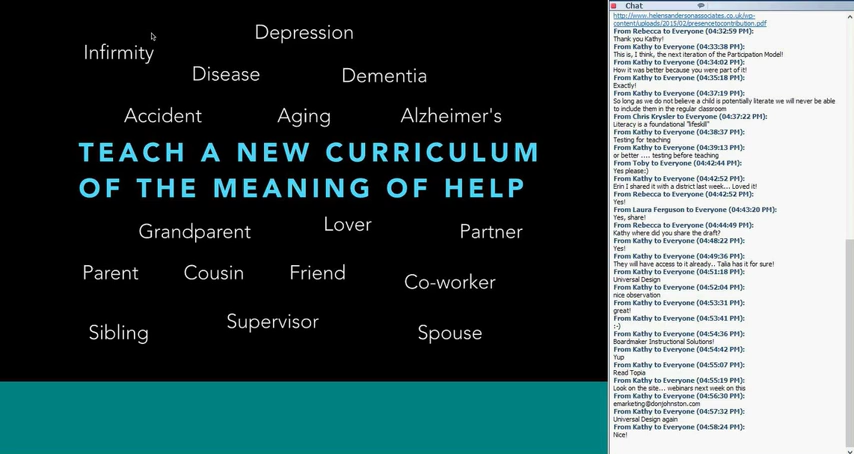 Depression
Infirmity
Disease
Dementia
Accident
Aging
Alzheimer's
TEACH A NEW CURRICULUM
OF THE MEANING OF HELP
Grandparent
Lover
Partner
Parent
Cousin
Friend
Co-worker
Sibling
Supervisor
Spouse
Chat
http://www.helensandersonassociates.co.uk/wp-
content/uploads/2015/02/presencetocontribution.pdf
From Rebecca to Everyone (04:32:59 PM):
Thank you Kathy!
From Kathy to Everyone (04:33:38 PM):
This is, I think, the next iteration of the Participation Model!
From Kathy to Everyone (04:34:02 PM):
How it was better because you were part of it!
From Kathy to Everyone (04:35:18 PM):
Exactly!
From Kathy to Everyone (04:37:19 PM):
So long as we do not believe a child is potentially literate we will never be able
to include them in the regular classroom
From Chris Krysler to Everyone (04:37:22 PM):
Literacy is a foundational "lifeskill"
From Kathy to Everyone (04:38:37 PM):
Testing for teaching
From Kathy to Everyone (04:39:13 PM):
or better .... testing before teaching
From Toby to Everyone (04:42:44 PM):
Yes please:)
From Kathy to Everyone (04:42:52 PM):
Erin I shared it with a district last week... Loved it!
From Rebecca to Everyone (04:42:52 PM):
Yes!
From Laura Ferguson to Everyone (04:43:20 PM):
Yes, share!
From Rebecca to Everyone (04:44:49 PM):
Kathy where did you share the draft?
From Kathy to Everyone (04:48:22 PM):
Yes!
From Kathy to Everyone (04:49:36 PM):
They will have access to it already.. Talia has it for sure!
From Kathy to Everyone (04:51:18 PM):
Universal Design
From Kathy to Everyone (04:52:04 PM):
nice observation
From Kathy to Everyone (04:53:31 PM):
great!
From Kathy to Everyone (04:53:41 PM):
:-)
From Kathy to Everyone (04:54:36 PM):
Boardmaker Instructional Solutions!
From Kathy to Everyone (04:54:42 PM):
Yup
From Kathy to Everyone (04:55:07 PM):
Read Topia
From Kathy to Everyone (04:55:19 PM):
Look on the site... webinars next week on this
From Kathy to Everyone (04:56:30 PM):
emarketing@donjohnston.com
From Kathy to Everyone (04:57:32 PM):
Universal Design again
From Kathy to Everyone (04:58:24 PM):
Nice!